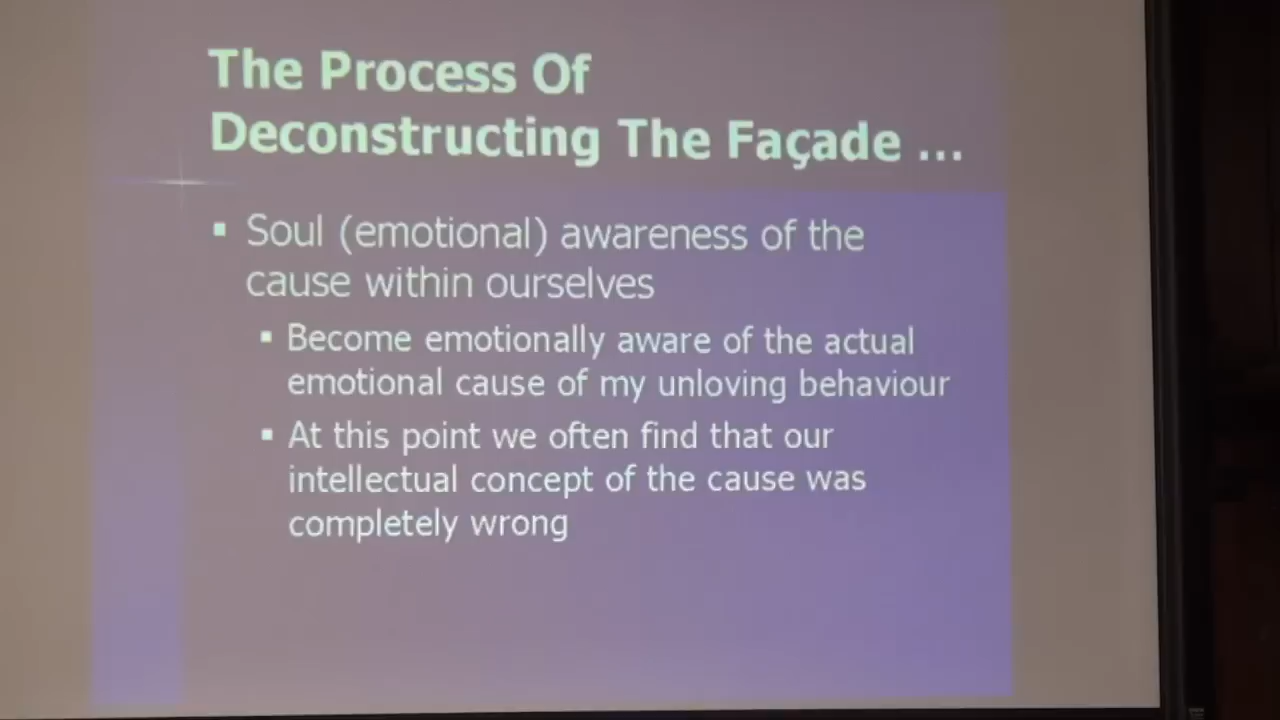 The Process Of
Deconstructing The Façade ...
▪ Soul (emotional) awareness of the
cause within ourselves
▪ Become emotionally aware of the actual
emotional cause of my unloving behaviour
▪ At this point we often find that our
intellectual concept of the cause was
completely wrong